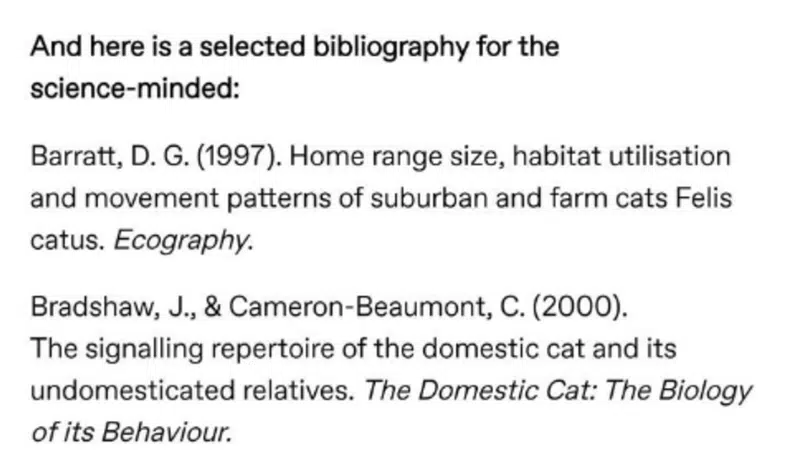 And here is a selected bibliography for the
science-minded:
Barratt, D. G. (1997). Home range size, habitat utilisation
and movement patterns of suburban and farm cats Felis
catus. Ecography.
Bradshaw, J., & Cameron-Beaumont, C. (2000).
The signalling repertoire of the domestic cat and its
undomesticated relatives. The Domestic Cat: The Biology
of its Behaviour.